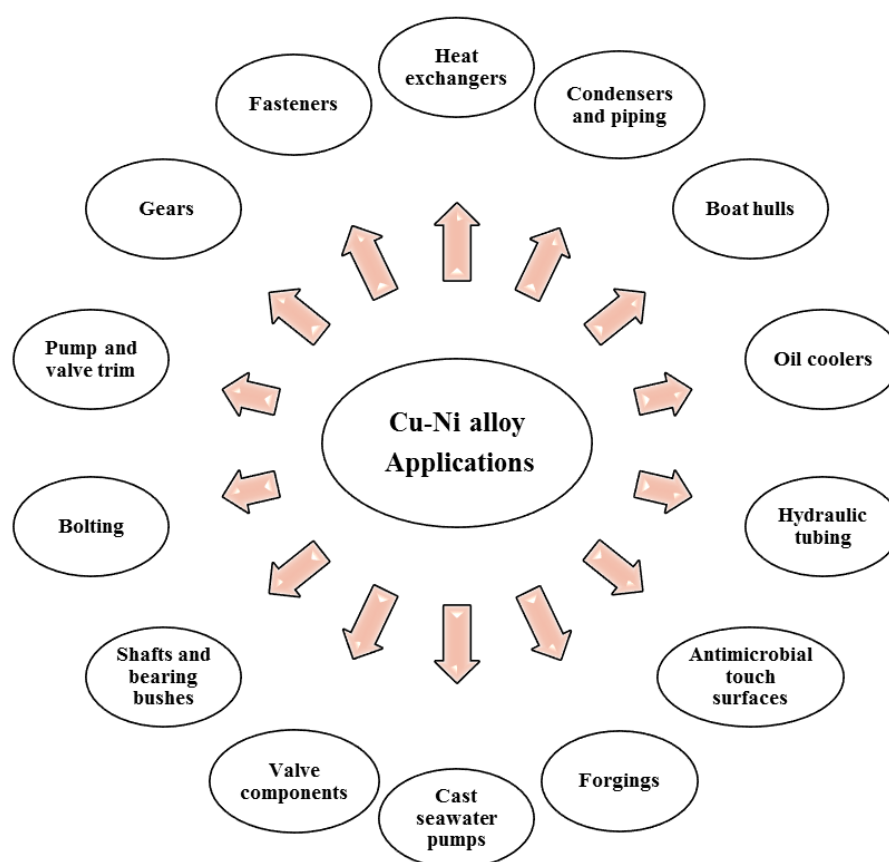 Heat
exchangers
Condensers
and piping
Boat hulls
Oil coolers
Hydraulic
tubing
Antimicrobial
touch
surfaces
Forgings
Cast
seawater
pumps
Valve
components
Shafts and
bearing
bushes
Bolting
Pump and
valve trim
Gears
Fasteners
Cu-Ni alloy
Applications